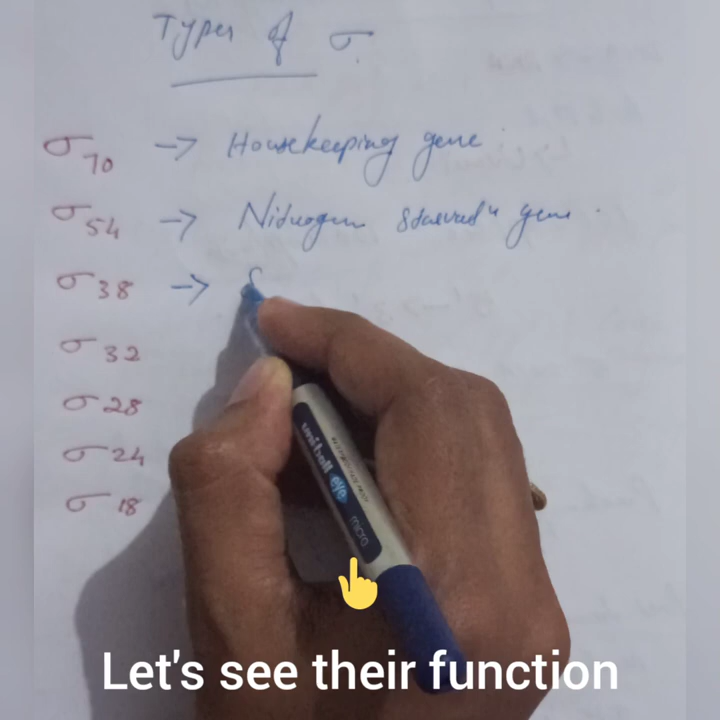 Types of σ
σ70 → Housekeeping gene
σ54 → Nitrogen starvⁿ gene.
σ38 → S
σ32
σ28
σ24
σ18
uni-ball eye micro
Let's see their function